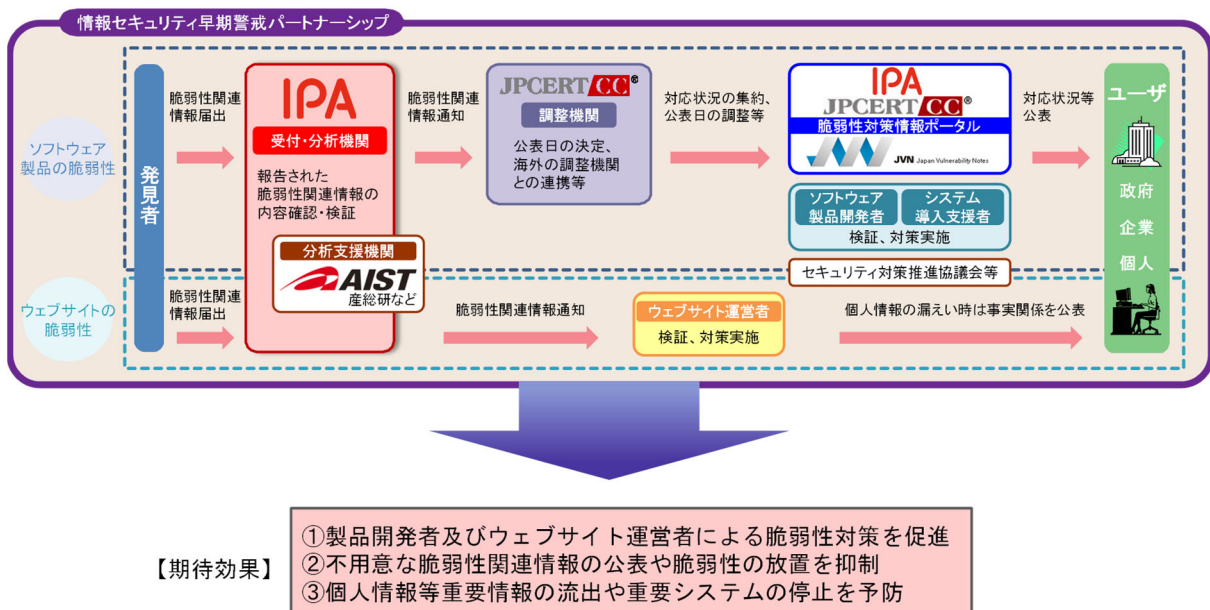 情報セキュリティ早期警戒パートナーシップ
ソフトウェア
製品の脆弱性
発見者
脆弱性関連
情報届出
IPA
受付・分析機関
報告された
脆弱性関連情報の
内容確認・検証
分析支援機関
AIST
産総研など
脆弱性関連
情報通知
JPCERT CC®
調整機関
公表日の決定、
海外の調整機関
との連携等
対応状況の集約、
公表日の調整等
IPA
JPCERT CC®
脆弱性対策情報ポータル
JVN Japan Vulnerability Notes
ソフトウェア
製品開発者
システム
導入支援者
検証、対策実施
セキュリティ対策推進協議会等
対応状況等
公表
ユーザ
政府
企業
個人
ウェブサイトの
脆弱性
脆弱性関連
情報届出
脆弱性関連情報通知
ウェブサイト運営者
検証、対策実施
個人情報の漏えい時は事実関係を公表
【期待効果】
①製品開発者及びウェブサイト運営者による脆弱性対策を促進
②不用意な脆弱性関連情報の公表や脆弱性の放置を抑制
③個人情報等重要情報の流出や重要システムの停止を予防